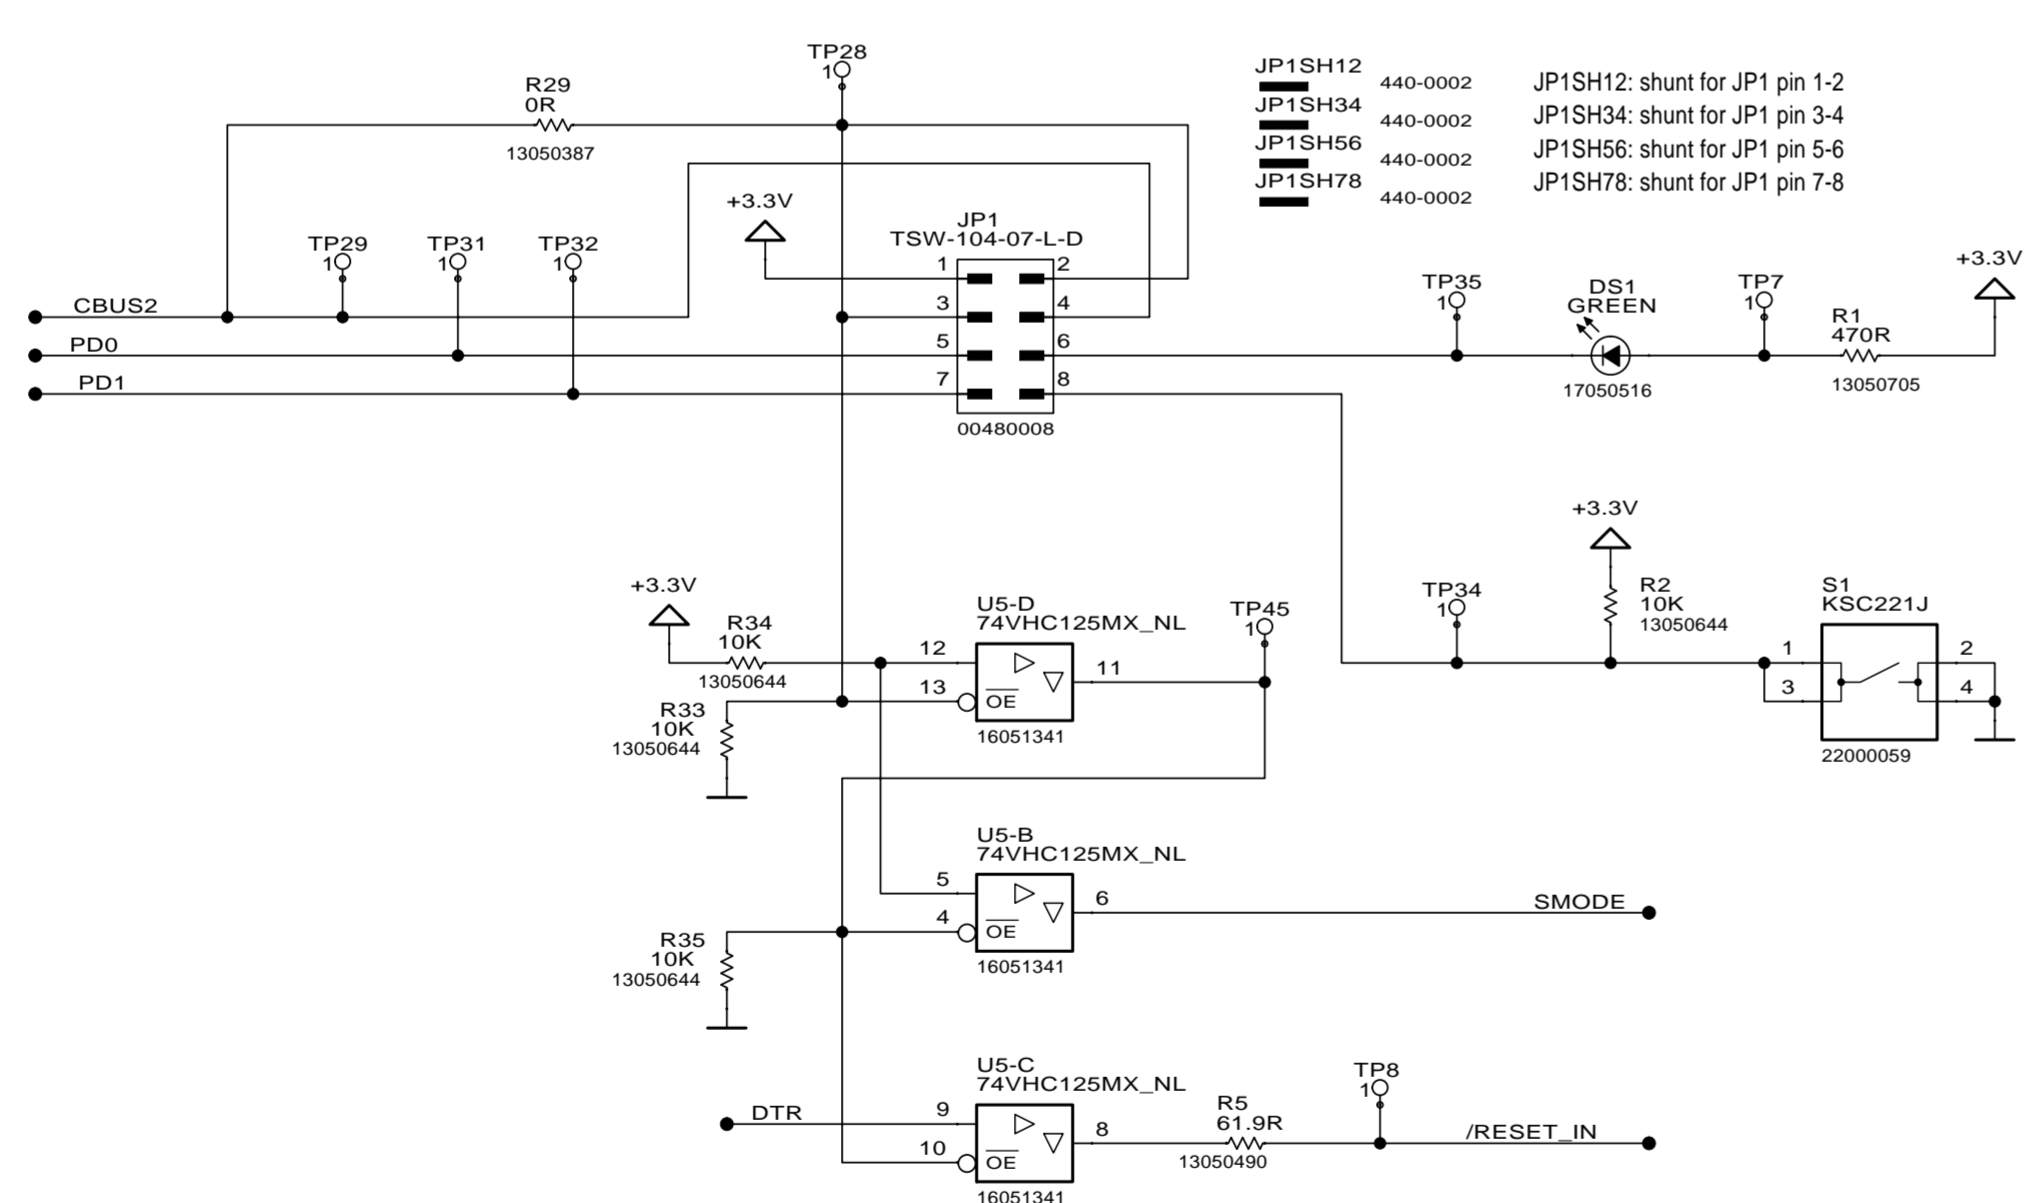 TP28
1
R29
0R
13050387
JP1SH12 440-0002 JP1SH12: shunt for JP1 pin 1-2
JP1SH34 440-0002 JP1SH34: shunt for JP1 pin 3-4
JP1SH56 440-0002 JP1SH56: shunt for JP1 pin 5-6
JP1SH78 440-0002 JP1SH78: shunt for JP1 pin 7-8
+3.3V
JP1
TSW-104-07-L-D
1 2
3 4
5 6
7 8
00480008
TP29
1
TP31
1
TP32
1
CBUS2
PD0
PD1
TP35
1
DS1
GREEN
17050516
TP7
1
R1
470R
13050705
+3.3V
+3.3V
R34
10K
13050644
R33
10K
13050644
U5-D
74VHC125MX_NL
12
13
OE
11
16051341
TP45
1
TP34
1
+3.3V
R2
10K
13050644
S1
KSC221J
1 2
3 4
22000059
U5-B
74VHC125MX_NL
5
4
OE
6
16051341
SMODE
R35
10K
13050644
U5-C
74VHC125MX_NL
DTR
9
10
OE
8
16051341
R5
61.9R
13050490
TP8
1
/RESET_IN